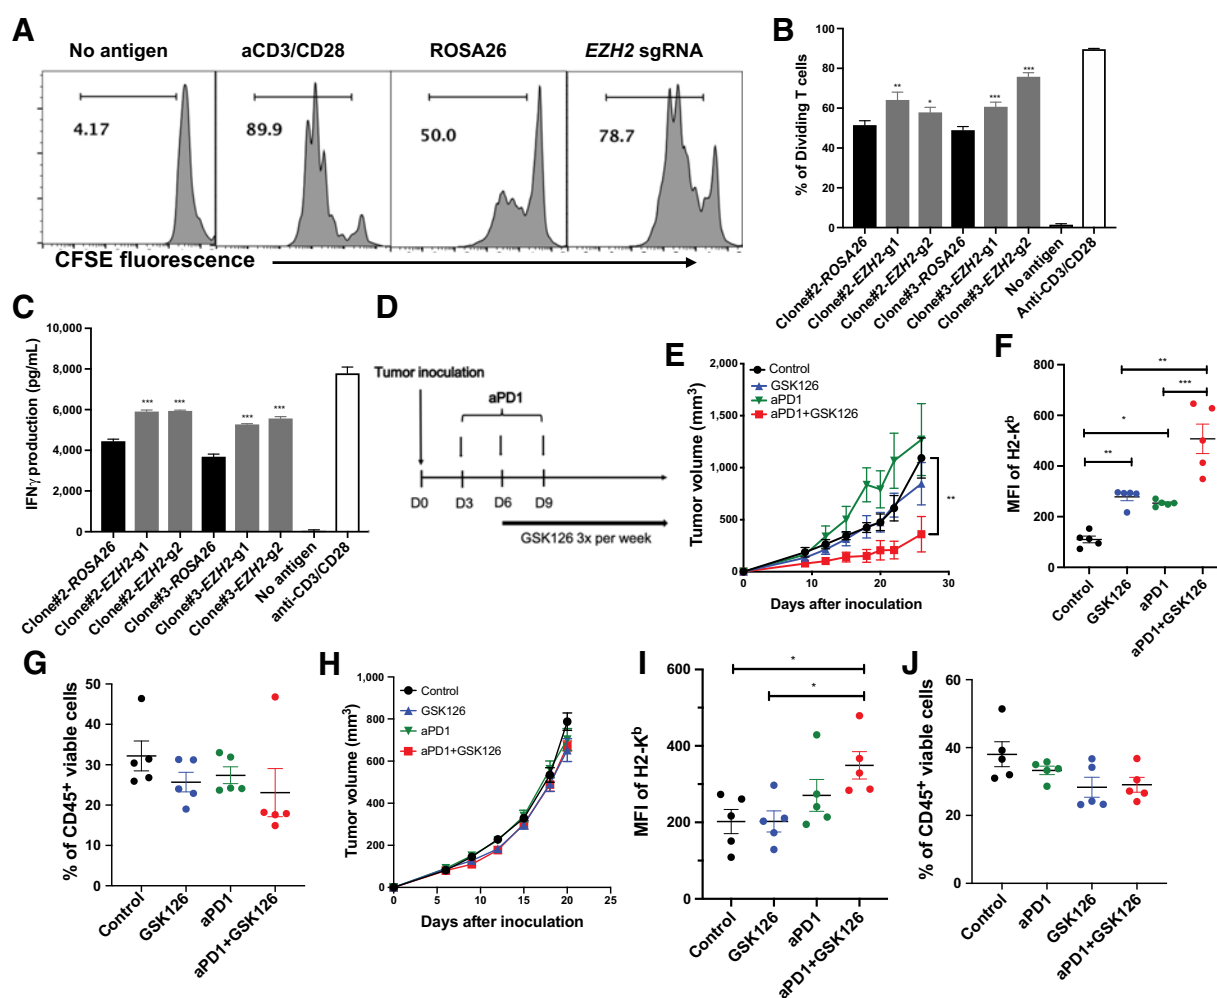 A
No antigen
aCD3/CD28
ROSA26
EZH2 sgRNA
4.17
89.9
50.0
78.7
CFSE fluorescence
B
% of Dividing T cells
100
80
60
40
20
0
**
*
***
***
Clone#2-ROSA26
Clone#2-EZH2-g1
Clone#2-EZH2-g2
Clone#3-ROSA26
Clone#3-EZH2-g1
Clone#3-EZH2-g2
No antigen
Anti-CD3/CD28
C
IFNγ production (pg/mL)
10,000
8,000
6,000
4,000
2,000
0
***
***
***
***
Clone#2-ROSA26
Clone#2-EZH2-g1
Clone#2-EZH2-g2
Clone#3-ROSA26
Clone#3-EZH2-g1
Clone#3-EZH2-g2
No antigen
anti-CD3/CD28
D
Tumor inoculation
aPD1
D0
D3
D6
D9
GSK126 3x per week
E
Tumor volume (mm³)
2,000
1,500
1,000
500
0
Control
GSK126
aPD1
aPD1+GSK126
**
0
10
20
30
Days after inoculation
F
MFI of H2-Kᵇ
800
600
400
200
0
**
***
*
**
Control
GSK126
aPD1
aPD1+GSK126
G
% of CD45⁺ viable cells
50
40
30
20
10
0
Control
GSK126
aPD1
aPD1+GSK126
H
Tumor volume (mm³)
1,000
800
600
400
200
0
Control
GSK126
aPD1
aPD1+GSK126
0
5
10
15
20
25
Days after inoculation
I
MFI of H2-Kᵇ
600
400
200
0
*
*
Control
GSK126
aPD1
aPD1+GSK126
J
% of CD45⁺ viable cells
60
40
20
0
Control
aPD1
GSK126
aPD1+GSK126